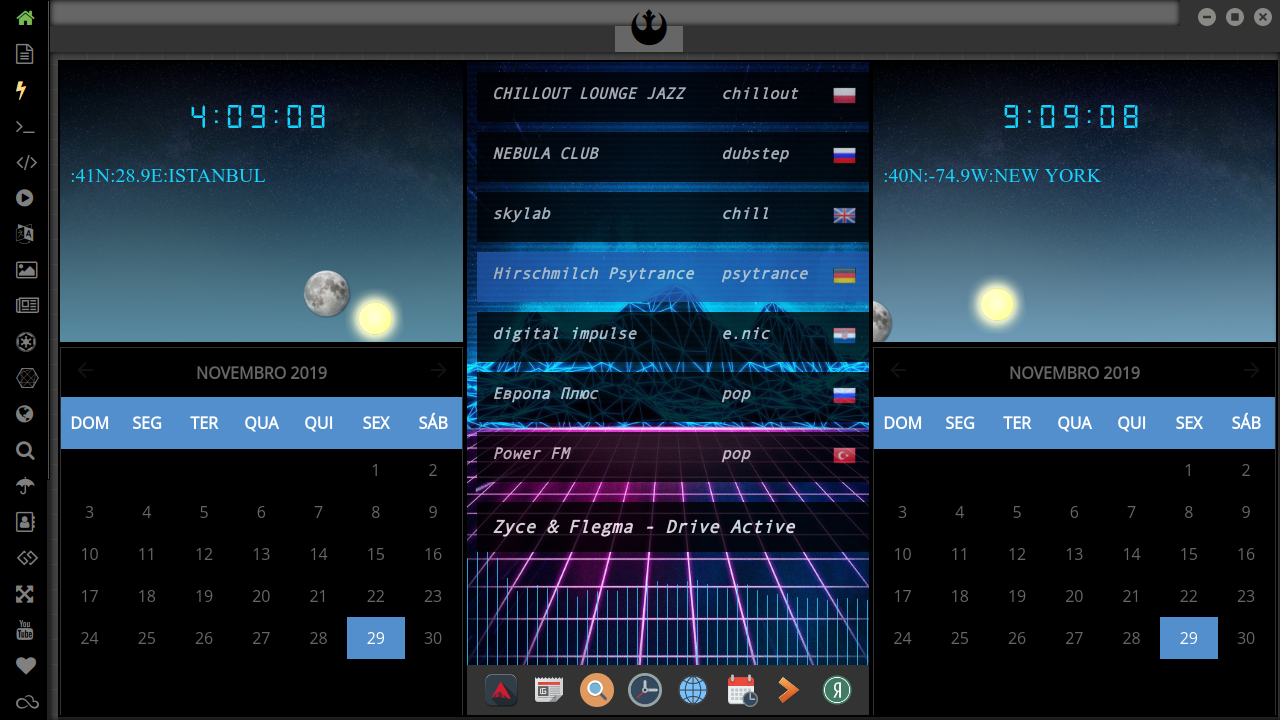 4:09:08
:41N:28.9E:ISTANBUL
NOVEMBRO 2019
DOM SEG TER QUA QUI SEX SÁB
1 2
3 4 5 6 7 8 9
10 11 12 13 14 15 16
17 18 19 20 21 22 23
24 25 26 27 28 29 30
CHILLOUT LOUNGE JAZZ chillout
NEBULA CLUB dubstep
skylab chill
Hirschmilch Psytrance psytrance
digital impulse e.nic
Европа Плюс pop
Power FM pop
Zyce & Flegma - Drive Active
9:09:08
:40N:-74.9W:NEW YORK
NOVEMBRO 2019
DOM SEG TER QUA QUI SEX SÁB
1 2
3 4 5 6 7 8 9
10 11 12 13 14 15 16
17 18 19 20 21 22 23
24 25 26 27 28 29 30
You
Tube
Я